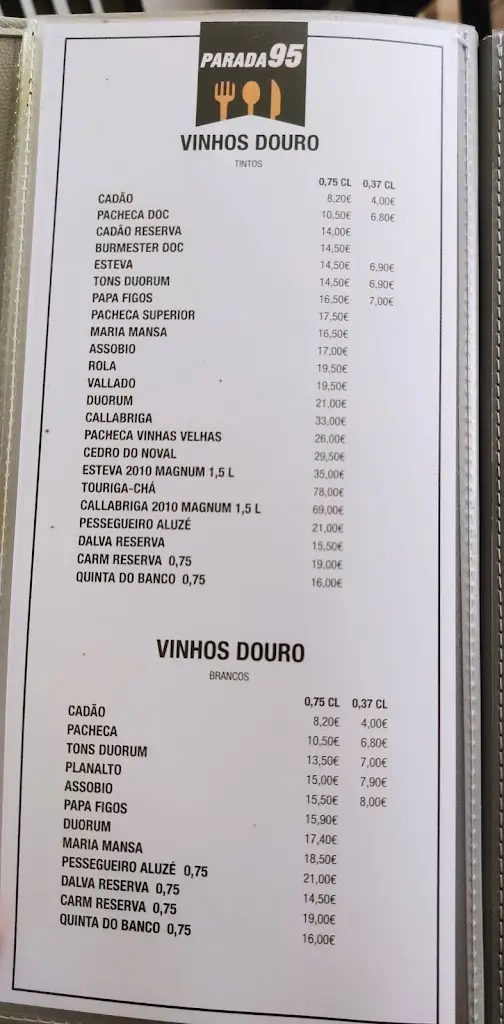 PARADA95
VINHOS DOURO
TINTOS
0,75 CL 0,37 CL
CADÃO 8,20€ 4,00€
PACHECA DOC 10,50€ 6,80€
CADÃO RESERVA 14,00€
BURMESTER DOC 14,50€
ESTEVA 14,50€ 6,90€
TONS DUORUM 14,50€ 6,90€
PAPA FIGOS 16,50€ 7,00€
PACHECA SUPERIOR 17,50€
MARIA MANSA 16,50€
ASSOBIO 17,00€
ROLA 19,50€
VALLADO 19,50€
DUORUM 21,00€
CALLABRIGA 33,00€
PACHECA VINHAS VELHAS 26,00€
CEDRO DO NOVAL 29,50€
ESTEVA 2010 MAGNUM 1,5 L 35,00€
TOURIGA-CHÁ 78,00€
CALLABRIGA 2010 MAGNUM 1,5 L 69,00€
PESSEGUEIRO ALUZÉ 21,00€
DALVA RESERVA 15,50€
CARM RESERVA 0,75 19,00€
QUINTA DO BANCO 0,75 16,00€
VINHOS DOURO
BRANCOS
0,75 CL 0,37 CL
CADÃO 8,20€ 4,00€
PACHECA 10,50€ 6,80€
TONS DUORUM 13,50€ 7,00€
PLANALTO 15,00€ 7,90€
ASSOBIO 15,50€ 8,00€
PAPA FIGOS 15,90€
DUORUM 17,40€
MARIA MANSA 18,50€
PESSEGUEIRO ALUZÉ 0,75 21,00€
DALVA RESERVA 0,75 14,50€
CARM RESERVA 0,75 19,00€
QUINTA DO BANCO 0,75 16,00€